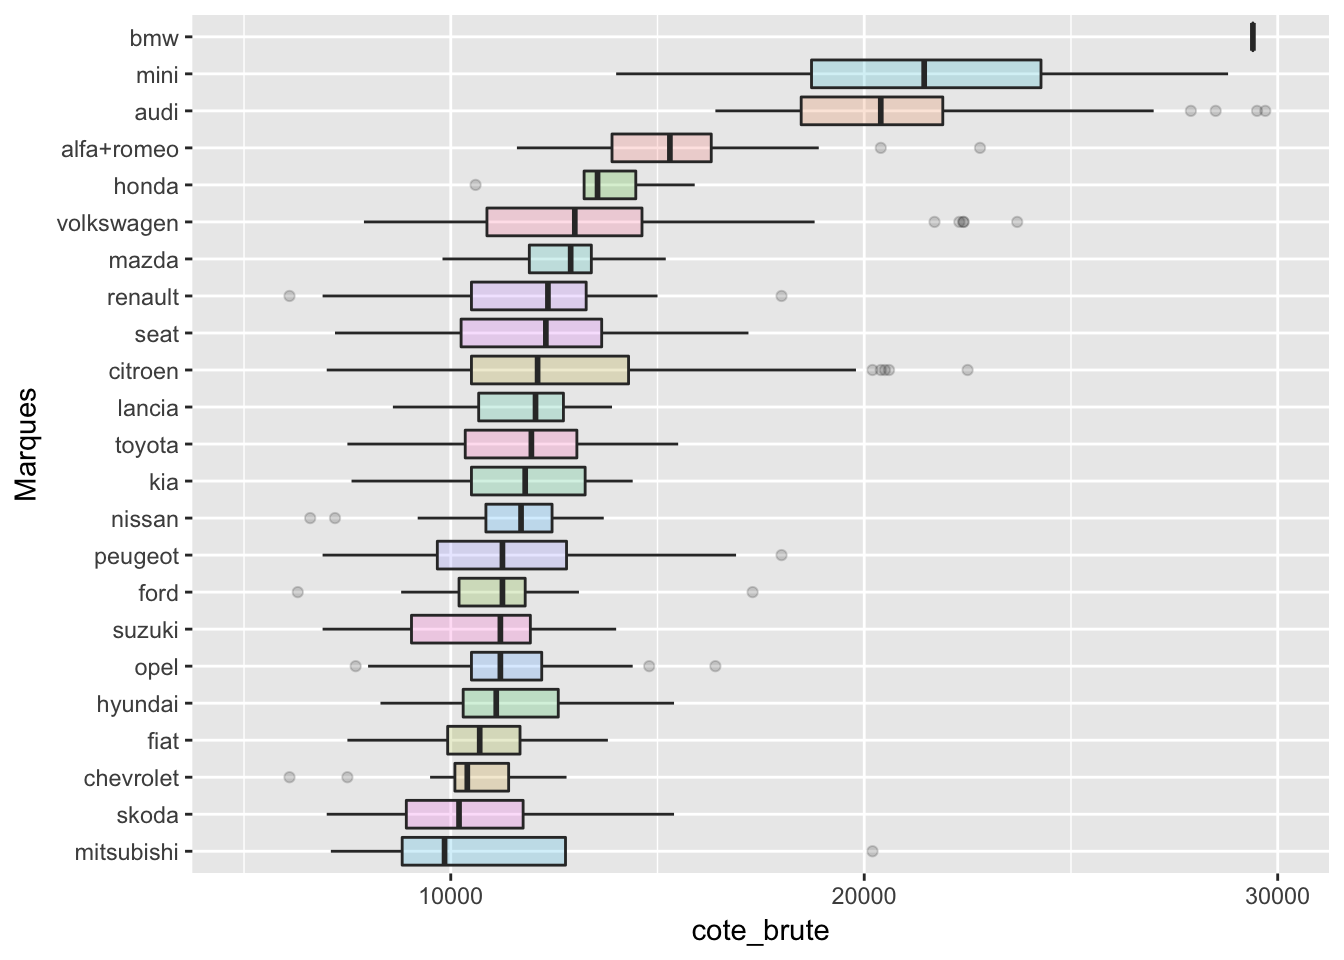 bmw
mini
audi
alfa+romeo
honda
volkswagen
mazda
renault
seat
citroen
lancia
toyota
kia
nissan
peugeot
ford
suzuki
opel
hyundai
fiat
chevrolet
skoda
mitsubishi
Marques
10000
20000
30000
cote_brute